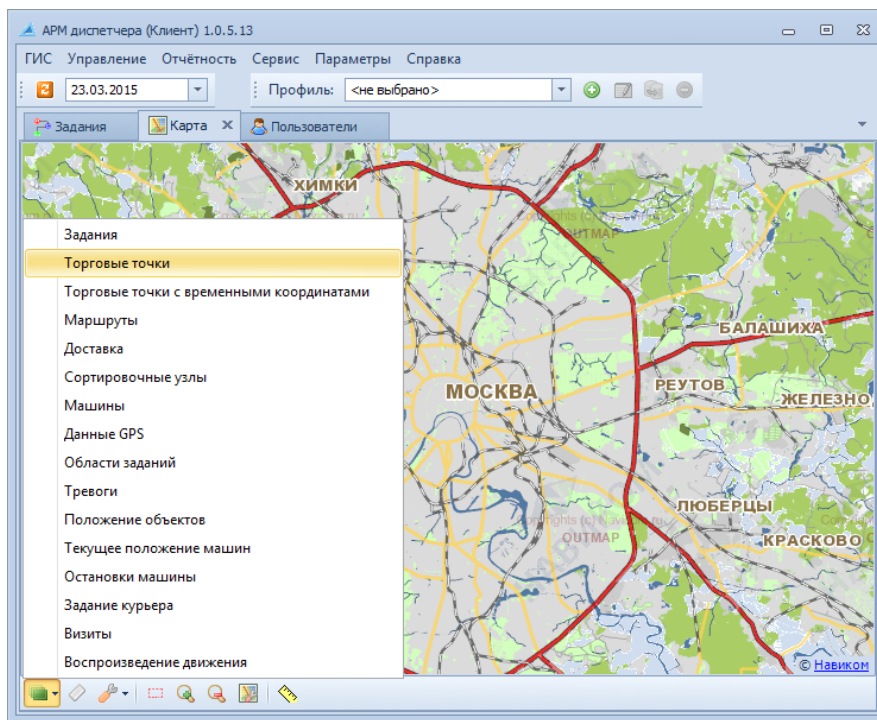 АРМ диспетчера (Клиент) 1.0.5.13
ГИС Управление Отчётность Сервис Параметры Справка
23.03.2015 Профиль: <не выбрано>
Задания Карта Пользователи
ХИМКИ
OUTMAP
Задания
Торговые точки
Торговые точки с временными координатами
Маршруты
Доставка
Сортировочные узлы
Машины
Данные GPS
Области заданий
Тревоги
Положение объектов
Текущее положение машин
Остановки машины
Задание курьера
Визиты
Воспроизведение движения
БАЛАШИХА
МОСКВА
РЕУТОВ
ЖЕЛЕЗНО
ЛЮБЕРЦЫ
OUTMAP
КРАСКОВО
© Навиком